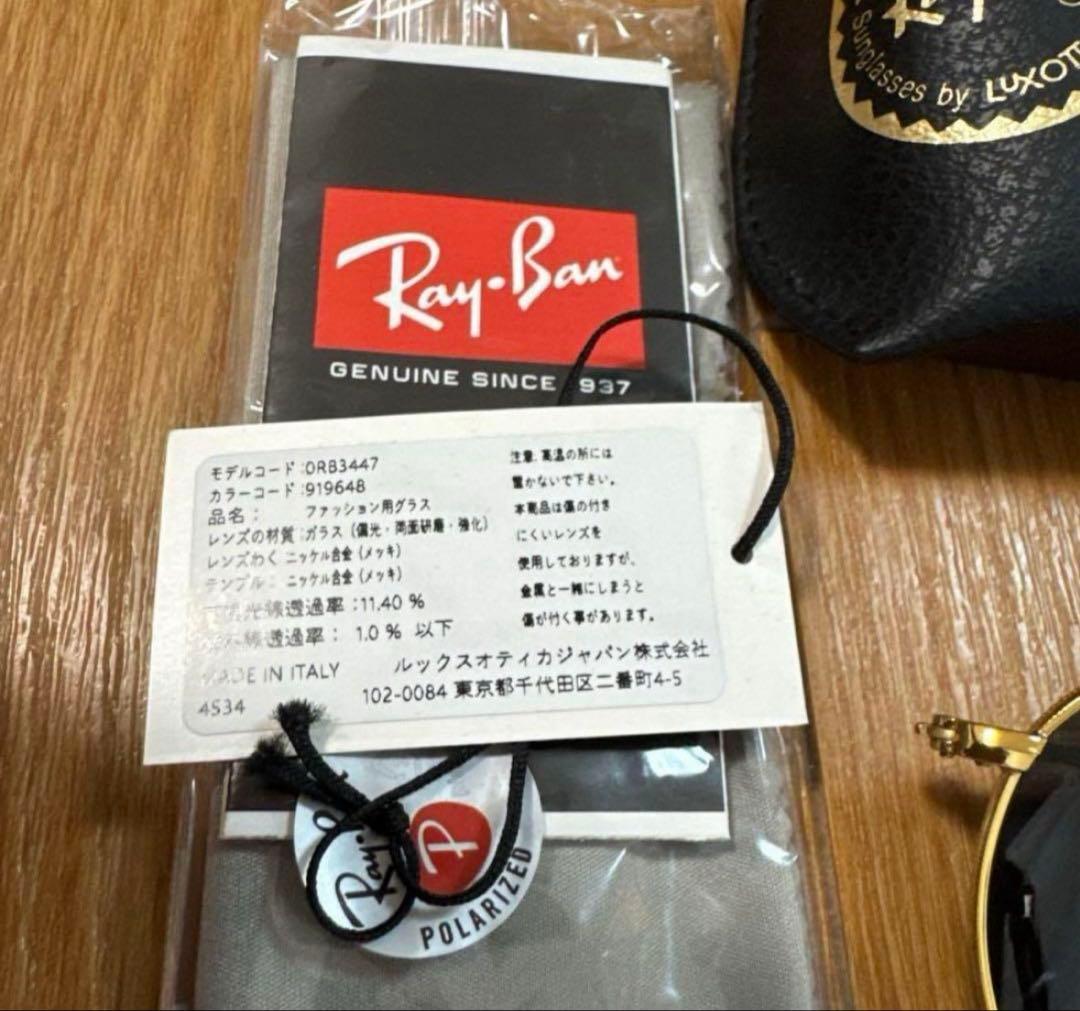 Sunglasses by LUXOT
Ray-Ban
GENUINE SINCE 937
モデルコード:0RB3447
カラーコード:919648
品名: ファッション用グラス
レンズの材質:ガラス(偏光・両面研磨・強化)
レンズわく ニッケル合金(メッキ)
テンプル: ニッケル合金(メッキ)
光線透過率:11.40 %
線透過率: 1.0 % 以下
MADE IN ITALY
4534
注意.高温の所には
置かないで下さい。
本商品は傷の付き
にくいレンズを
使用しておりますが、
金属と一緒にしまうと
傷が付く事があります。
ルックスオティカジャパン株式会社
102-0084 東京都千代田区二番町4-5
Ray
P
POLARIZED